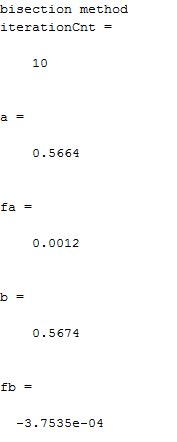 bisection method
iterationCnt =
10
a =
0.5664
fa =
0.0012
b =
0.5674
fb =
-3.7535e-04